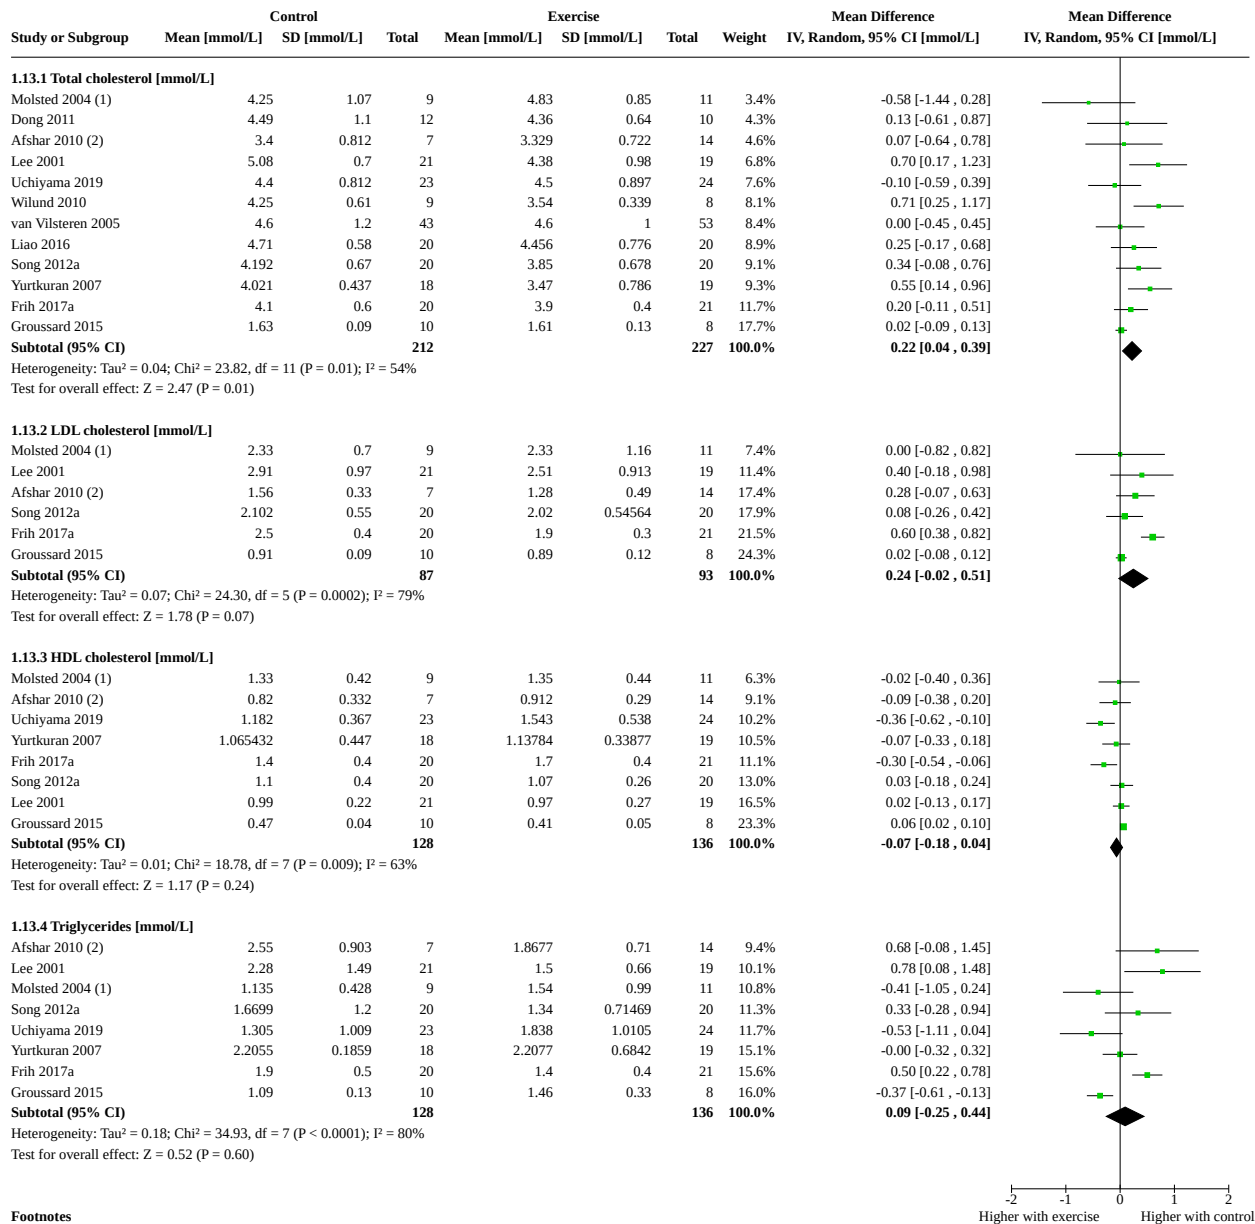 Control Exercise Mean Difference Mean Difference
Study or Subgroup Mean [mmol/L] SD [mmol/L] Total Mean [mmol/L] SD [mmol/L] Total Weight IV, Random, 95% CI [mmol/L] IV, Random, 95% CI [mmol/L]
1.13.1 Total cholesterol [mmol/L]
Molsted 2004 (1) 4.25 1.07 9 4.83 0.85 11 3.4% -0.58 [-1.44 , 0.28]
Dong 2011 4.49 1.1 12 4.36 0.64 10 4.3% 0.13 [-0.61 , 0.87]
Afshar 2010 (2) 3.4 0.812 7 3.329 0.722 14 4.6% 0.07 [-0.64 , 0.78]
Lee 2001 5.08 0.7 21 4.38 0.98 19 6.8% 0.70 [0.17 , 1.23]
Uchiyama 2019 4.4 0.812 23 4.5 0.897 24 7.6% -0.10 [-0.59 , 0.39]
Wilund 2010 4.25 0.61 9 3.54 0.339 8 8.1% 0.71 [0.25 , 1.17]
van Vilsteren 2005 4.6 1.2 43 4.6 1 53 8.4% 0.00 [-0.45 , 0.45]
Liao 2016 4.71 0.58 20 4.456 0.776 20 8.9% 0.25 [-0.17 , 0.68]
Song 2012a 4.192 0.67 20 3.85 0.678 20 9.1% 0.34 [-0.08 , 0.76]
Yurtkuran 2007 4.021 0.437 18 3.47 0.786 19 9.3% 0.55 [0.14 , 0.96]
Frih 2017a 4.1 0.6 20 3.9 0.4 21 11.7% 0.20 [-0.11 , 0.51]
Groussard 2015 1.63 0.09 10 1.61 0.13 8 17.7% 0.02 [-0.09 , 0.13]
Subtotal (95% CI) 212 227 100.0% 0.22 [0.04 , 0.39]
Heterogeneity: Tau² = 0.04; Chi² = 23.82, df = 11 (P = 0.01); I² = 54%
Test for overall effect: Z = 2.47 (P = 0.01)
1.13.2 LDL cholesterol [mmol/L]
Molsted 2004 (1) 2.33 0.7 9 2.33 1.16 11 7.4% 0.00 [-0.82 , 0.82]
Lee 2001 2.91 0.97 21 2.51 0.913 19 11.4% 0.40 [-0.18 , 0.98]
Afshar 2010 (2) 1.56 0.33 7 1.28 0.49 14 17.4% 0.28 [-0.07 , 0.63]
Song 2012a 2.102 0.55 20 2.02 0.54564 20 17.9% 0.08 [-0.26 , 0.42]
Frih 2017a 2.5 0.4 20 1.9 0.3 21 21.5% 0.60 [0.38 , 0.82]
Groussard 2015 0.91 0.09 10 0.89 0.12 8 24.3% 0.02 [-0.08 , 0.12]
Subtotal (95% CI) 87 93 100.0% 0.24 [-0.02 , 0.51]
Heterogeneity: Tau² = 0.07; Chi² = 24.30, df = 5 (P = 0.0002); I² = 79%
Test for overall effect: Z = 1.78 (P = 0.07)
1.13.3 HDL cholesterol [mmol/L]
Molsted 2004 (1) 1.33 0.42 9 1.35 0.44 11 6.3% -0.02 [-0.40 , 0.36]
Afshar 2010 (2) 0.82 0.332 7 0.912 0.29 14 9.1% -0.09 [-0.38 , 0.20]
Uchiyama 2019 1.182 0.367 23 1.543 0.538 24 10.2% -0.36 [-0.62 , -0.10]
Yurtkuran 2007 1.065432 0.447 18 1.13784 0.33877 19 10.5% -0.07 [-0.33 , 0.18]
Frih 2017a 1.4 0.4 20 1.7 0.4 21 11.1% -0.30 [-0.54 , -0.06]
Song 2012a 1.1 0.4 20 1.07 0.26 20 13.0% 0.03 [-0.18 , 0.24]
Lee 2001 0.99 0.22 21 0.97 0.27 19 16.5% 0.02 [-0.13 , 0.17]
Groussard 2015 0.47 0.04 10 0.41 0.05 8 23.3% 0.06 [0.02 , 0.10]
Subtotal (95% CI) 128 136 100.0% -0.07 [-0.18 , 0.04]
Heterogeneity: Tau² = 0.01; Chi² = 18.78, df = 7 (P = 0.009); I² = 63%
Test for overall effect: Z = 1.17 (P = 0.24)
1.13.4 Triglycerides [mmol/L]
Afshar 2010 (2) 2.55 0.903 7 1.8677 0.71 14 9.4% 0.68 [-0.08 , 1.45]
Lee 2001 2.28 1.49 21 1.5 0.66 19 10.1% 0.78 [0.08 , 1.48]
Molsted 2004 (1) 1.135 0.428 9 1.54 0.99 11 10.8% -0.41 [-1.05 , 0.24]
Song 2012a 1.6699 1.2 20 1.34 0.71469 20 11.3% 0.33 [-0.28 , 0.94]
Uchiyama 2019 1.305 1.009 23 1.838 1.0105 24 11.7% -0.53 [-1.11 , 0.04]
Yurtkuran 2007 2.2055 0.1859 18 2.2077 0.6842 19 15.1% -0.00 [-0.32 , 0.32]
Frih 2017a 1.9 0.5 20 1.4 0.4 21 15.6% 0.50 [0.22 , 0.78]
Groussard 2015 1.09 0.13 10 1.46 0.33 8 16.0% -0.37 [-0.61 , -0.13]
Subtotal (95% CI) 128 136 100.0% 0.09 [-0.25 , 0.44]
Heterogeneity: Tau² = 0.18; Chi² = 34.93, df = 7 (P < 0.0001); I² = 80%
Test for overall effect: Z = 0.52 (P = 0.60)
-2 -1 0 1 2
Footnotes Higher with exercise Higher with control